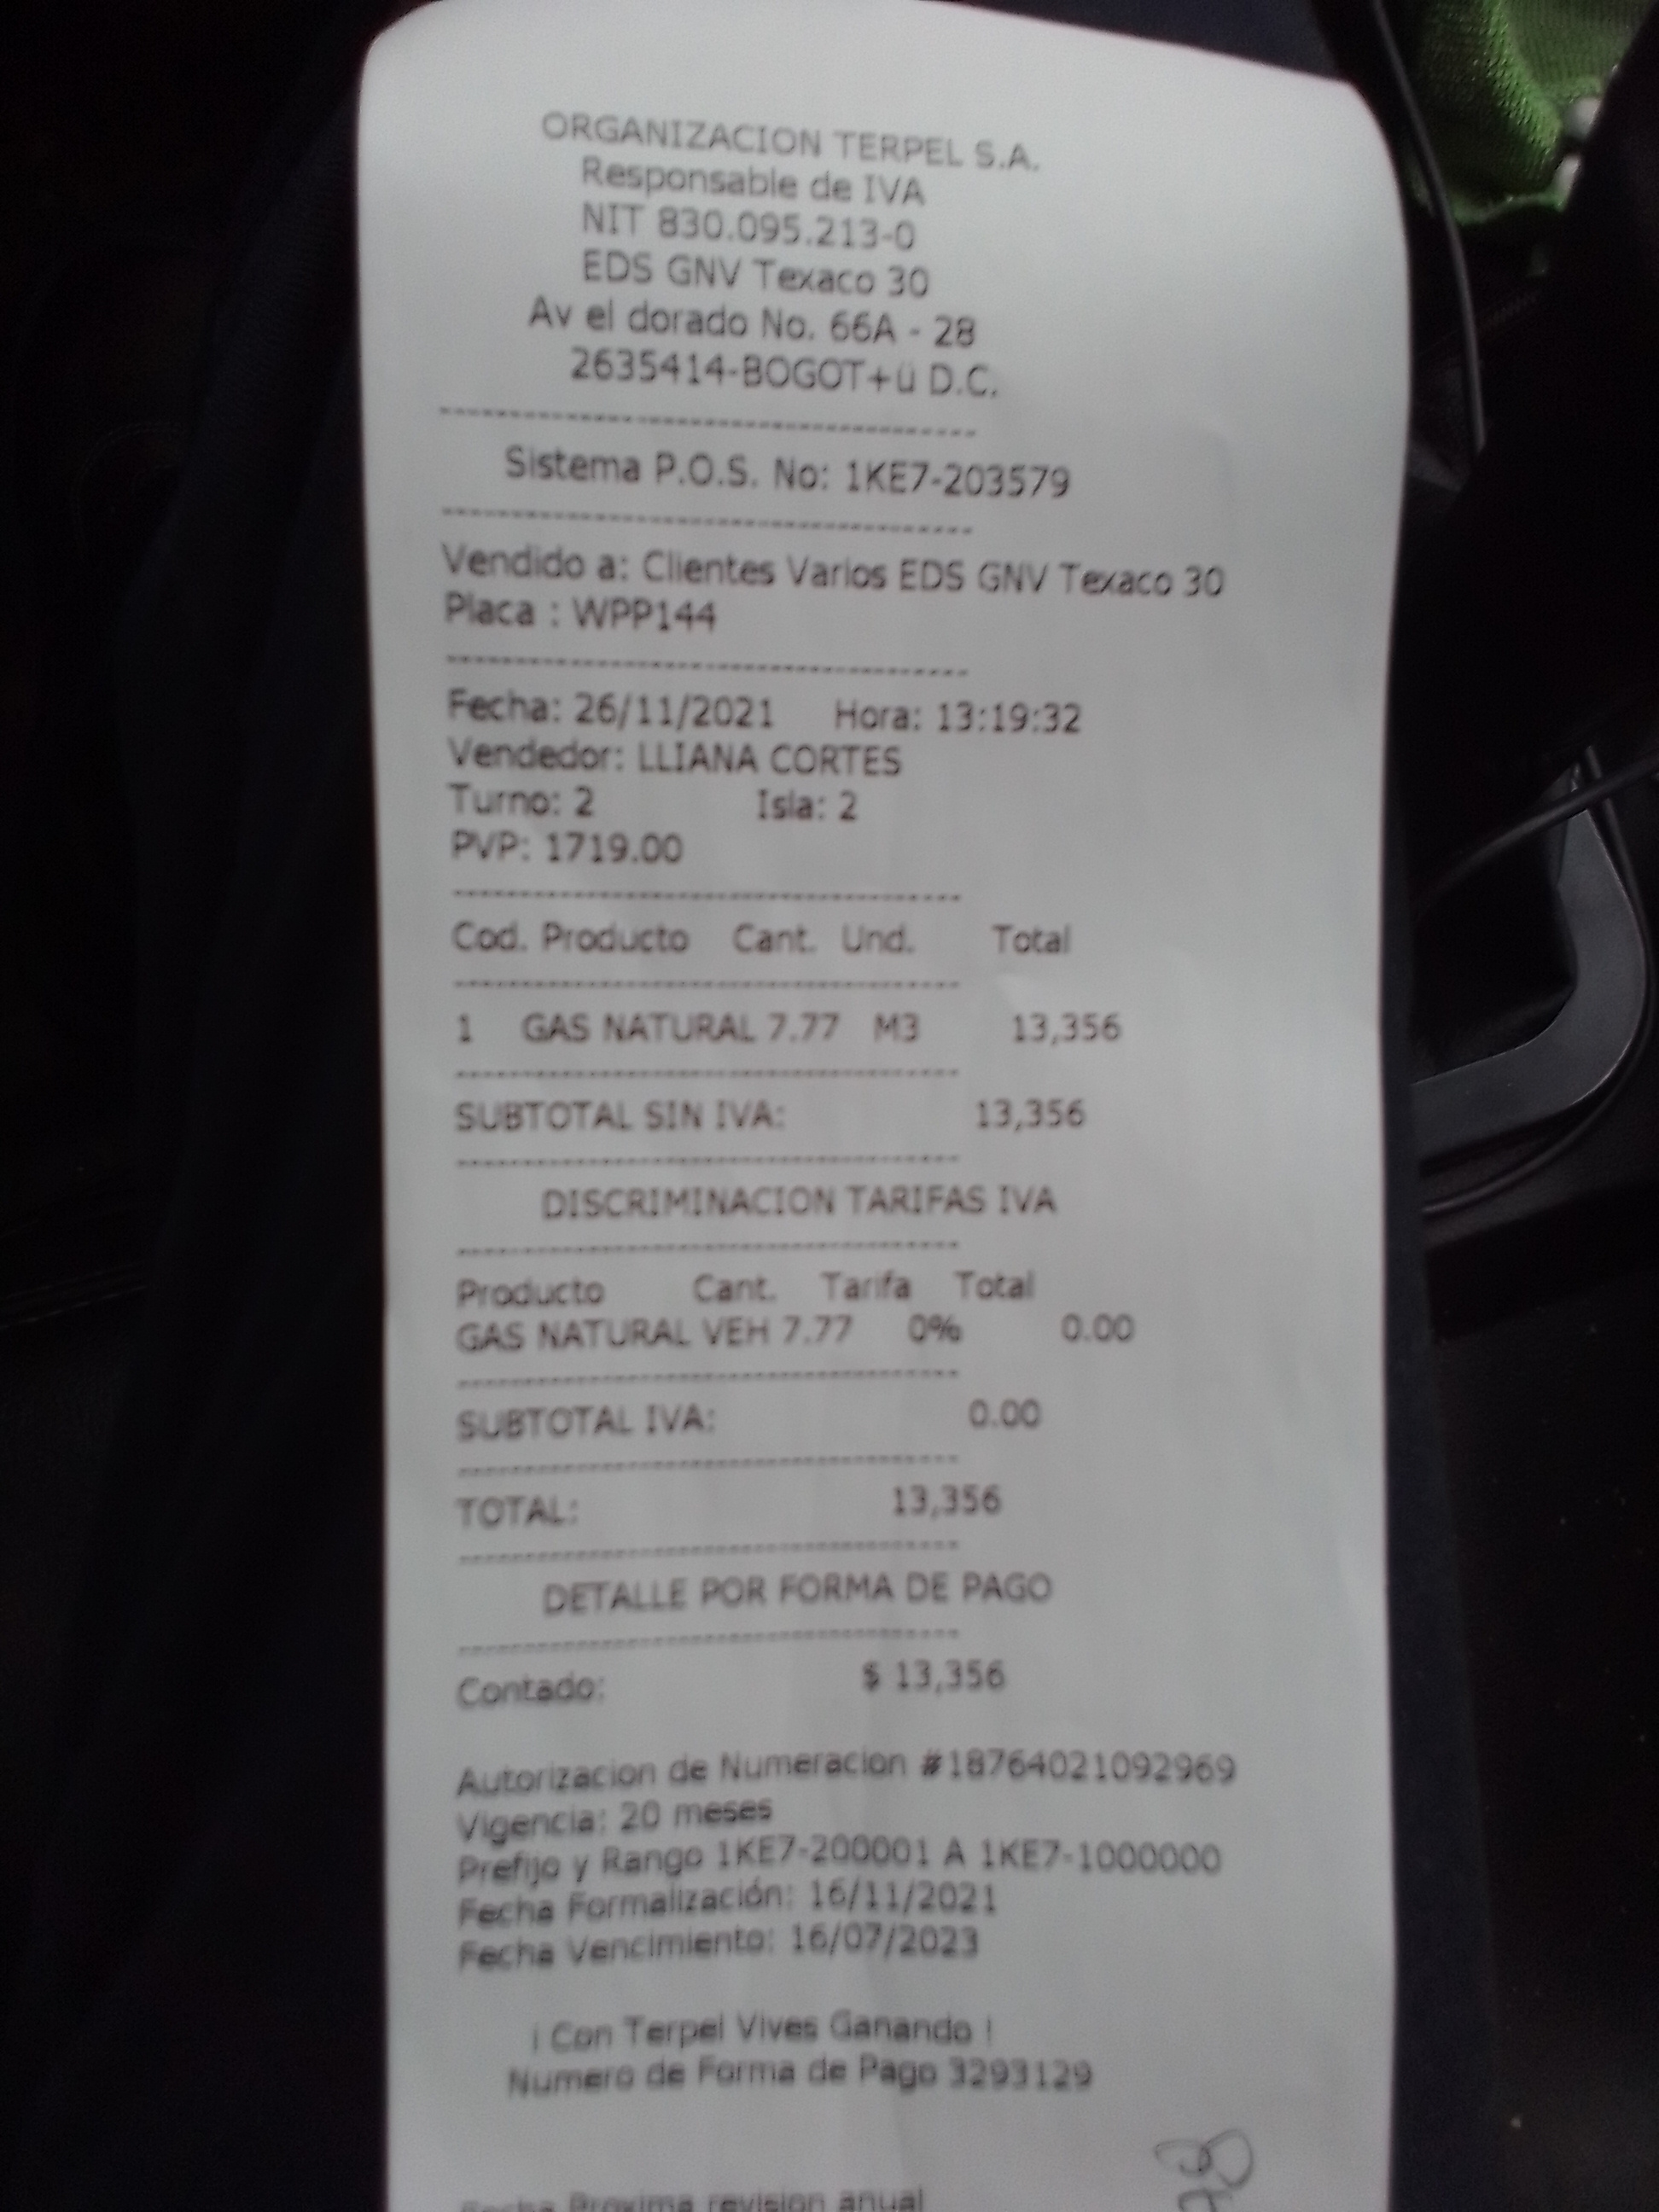 ORGANIZACION TERPEL S.A.
Responsable de IVA
NIT 830.095.213-0
EDS GNV Texaco 30
Av el dorado No. 66A - 28
2635414-BOGOT+ü D.C.
Sistema P.O.S. No: 1KE7-203579
Vendido a: Clientes Varios EDS GNV Texaco 30
Placa : WPP144
Fecha: 26/11/2021 Hora: 13:19:32
Vendedor: LLIANA CORTES
Turno: 2 Isla: 2
PVP: 1719.00
Cod. Producto Cant. Und. Total
1 GAS NATURAL 7.77 M3 13,356
SUBTOTAL SIN IVA: 13,356
DISCRIMINACION TARIFAS IVA
Producto Cant. Tarifa Total
GAS NATURAL VEH 7.77 0% 0.00
SUBTOTAL IVA: 0.00
TOTAL: 13,356
DETALLE POR FORMA DE PAGO
Contado: $ 13,356
Autorizacion de Numeracion #18764021092969
Vigencia: 20 meses
Prefijo y Rango 1KE7-200001 A 1KE7-1000000
Fecha Formalización: 16/11/2021
Fecha Vencimiento: 16/07/2023
¡ Con Terpel Vives Ganando !
Numero de Forma de Pago 3293129
Fecha Proxima revision anual